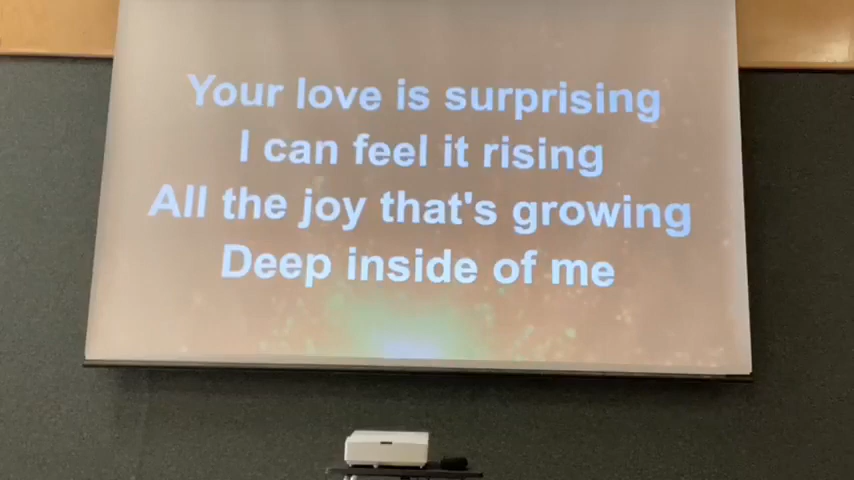 Your love is surprising
I can feel it rising
All the joy that's growing
Deep inside of me